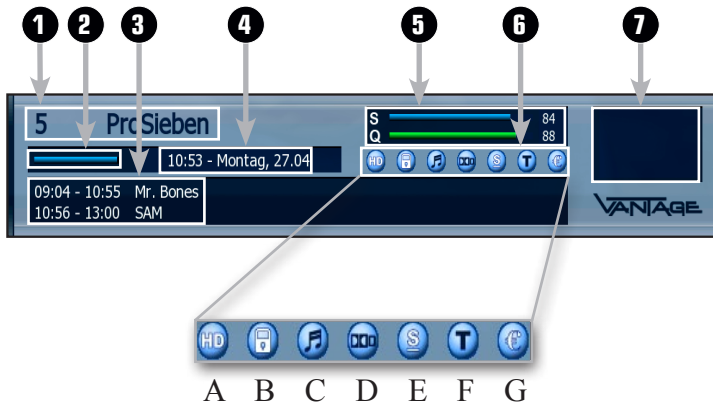 1 2 3 4 5 6 7
5 ProSieben
S 84
Q 88
10:53 - Montag, 27.04
HD T €
09:04 - 10:55 Mr. Bones
10:56 - 13:00 SAM
VANTAGE
HD S T €
A B C D E F G